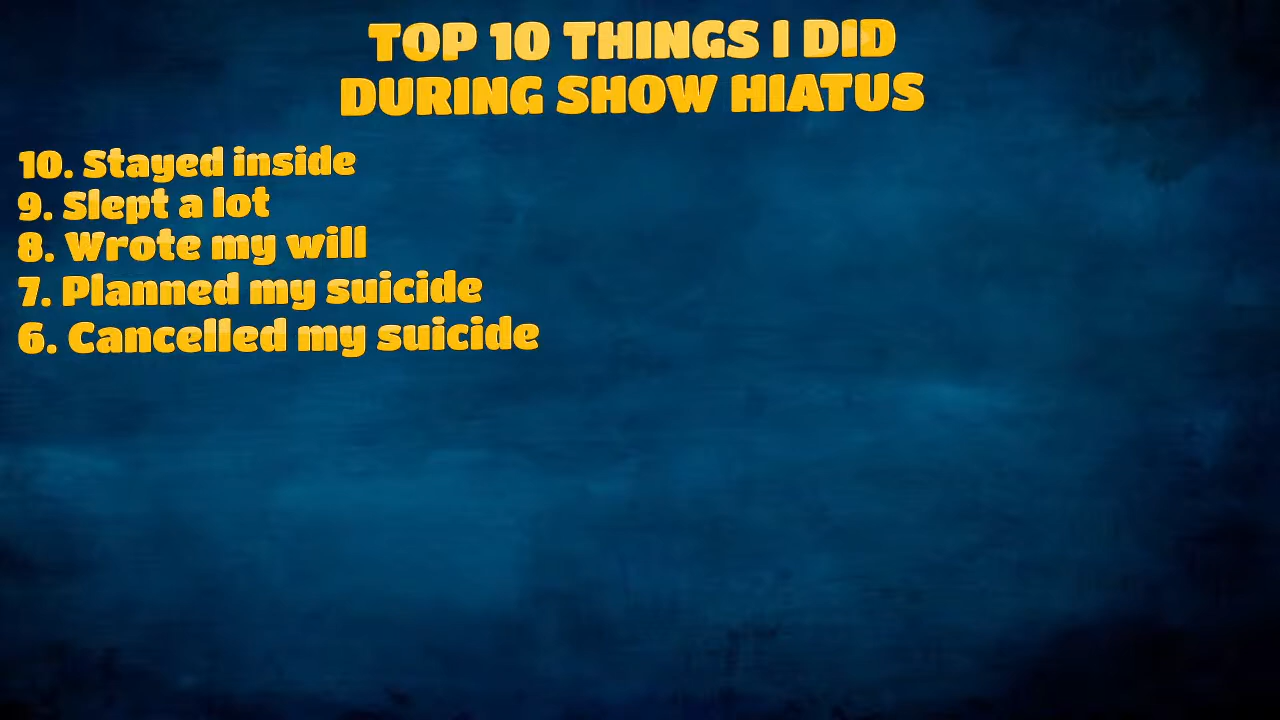 TOP 10 THINGS I DID
DURING SHOW HIATUS
10. Stayed inside
9. Slept a lot
8. Wrote my will
7. Planned my suicide
6. Cancelled my suicide